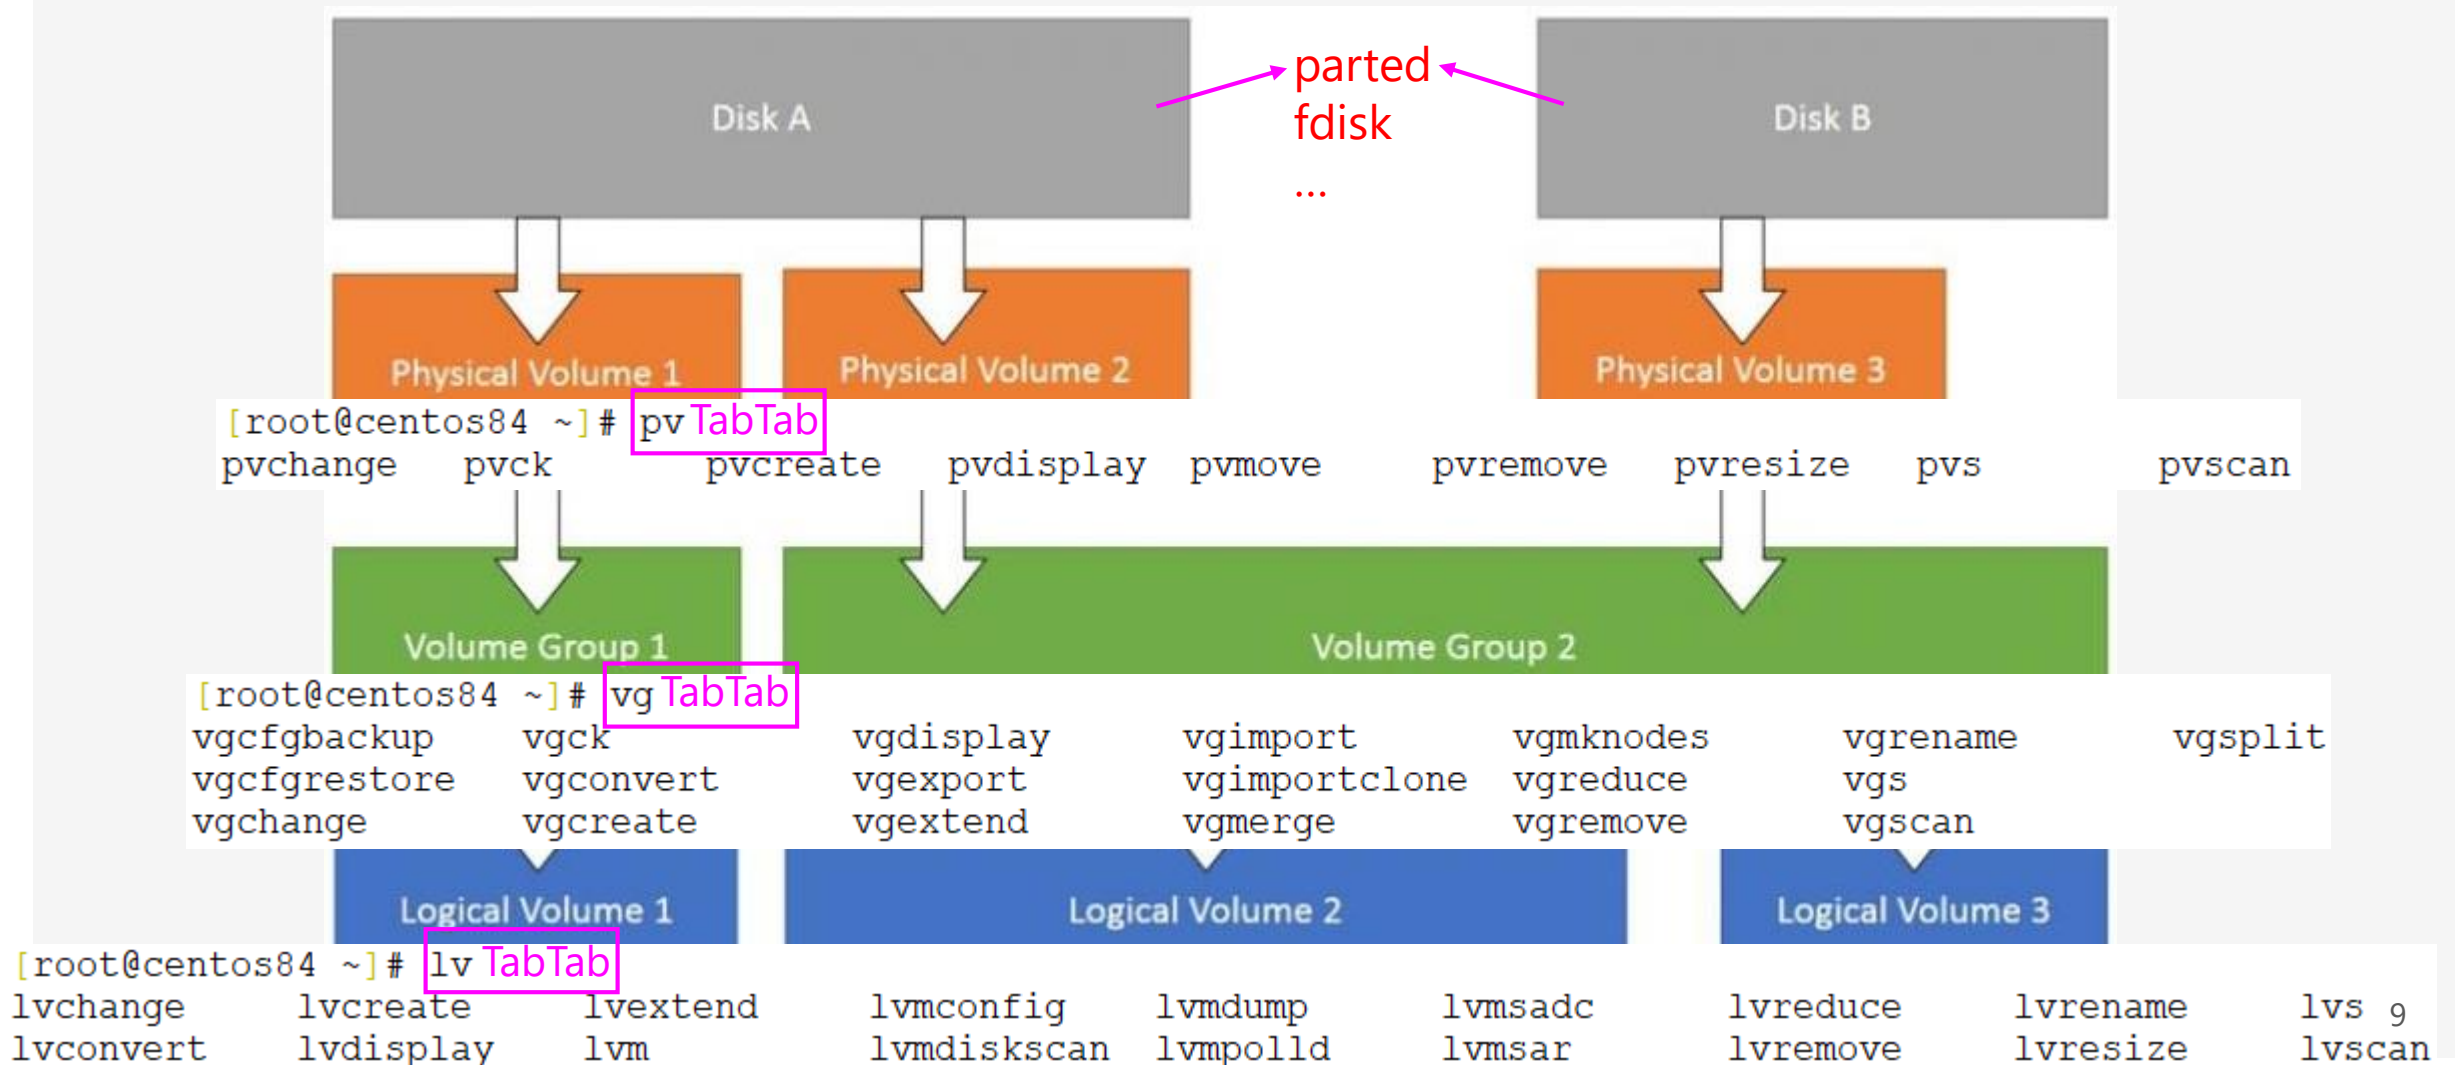 Disk A
parted
fdisk
...
Disk B
Physical Volume 1
Physical Volume 2
Physical Volume 3
[root@centos84 ~]# pv TabTab
pvchange pvck pvcreate pvdisplay pvmove pvremove pvresize pvs pvscan
Volume Group 1
Volume Group 2
[root@centos84 ~]# vg TabTab
vgcfgbackup vgck vgdisplay vgimport vgmknodes vgrename vgsplit
vgcfgrestore vgconvert vgexport vgimportclone vgreduce vgs
vgchange vgcreate vgextend vgmerge vgremove vgscan
Logical Volume 1
Logical Volume 2
Logical Volume 3
[root@centos84 ~]# lv TabTab
lvchange lvcreate lvextend lvmconfig lvmdump lvmsadc lvreduce lvrename lvs
lvconvert lvdisplay lvm lvmdiskscan lvmpolld lvmsar lvremove lvresize lvscan
9